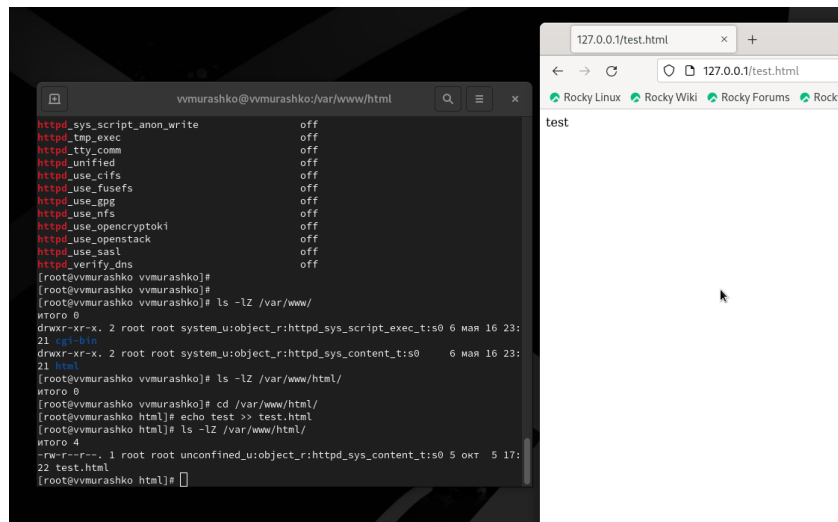 vvmurashko@vvmurashko:/var/www/html
httpd_sys_script_anon_write off
httpd_tmp_exec off
httpd_tty_comm off
httpd_unified off
httpd_use_cifs off
httpd_use_fusefs off
httpd_use_gpg off
httpd_use_nfs off
httpd_use_opencryptoki off
httpd_use_openstack off
httpd_use_sasl off
httpd_verify_dns off
[root@vvmurashko vvmurashko]#
[root@vvmurashko vvmurashko]#
[root@vvmurashko vvmurashko]# ls -lZ /var/www/
итого 0
drwxr-xr-x. 2 root root system_u:object_r:httpd_sys_script_exec_t:s0 6 мая 16 23:
21 cgi-bin
drwxr-xr-x. 2 root root system_u:object_r:httpd_sys_content_t:s0 6 мая 16 23:
21 html
[root@vvmurashko vvmurashko]# ls -lZ /var/www/html/
итого 0
[root@vvmurashko vvmurashko]# cd /var/www/html/
[root@vvmurashko html]# echo test >> test.html
[root@vvmurashko html]# ls -lZ /var/www/html/
итого 4
-rw-r--r--. 1 root root unconfined_u:object_r:httpd_sys_content_t:s0 5 окт 5 17:
22 test.html
[root@vvmurashko html]#
127.0.0.1/test.html
127.0.0.1/test.html
Rocky Linux Rocky Wiki Rocky Forums Rock
test